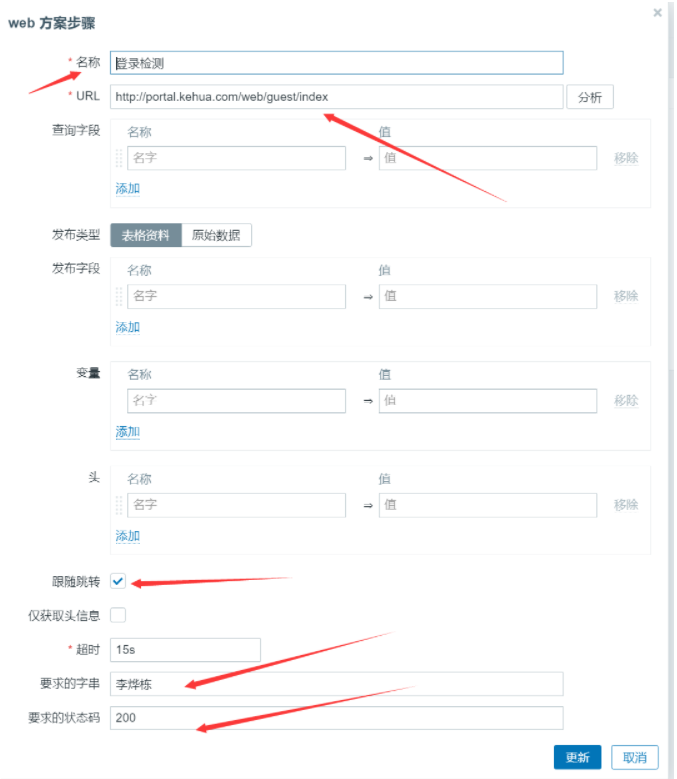 web 方案步骤
×
* 名称 登录检测
* URL http://portal.kehua.com/web/guest/index 分析
查询字段 名称 值
名字 ⇒ 值 移除
添加
发布类型 表格资料 原始数据
发布字段 名称 值
名字 ⇒ 值 移除
添加
变量 名称 值
名字 ⇒ 值 移除
添加
头 名称 值
名字 ⇒ 值 移除
添加
跟随跳转
仅获取头信息
* 超时 15s
要求的字串 李烨栋
要求的状态码 200
更新 取消